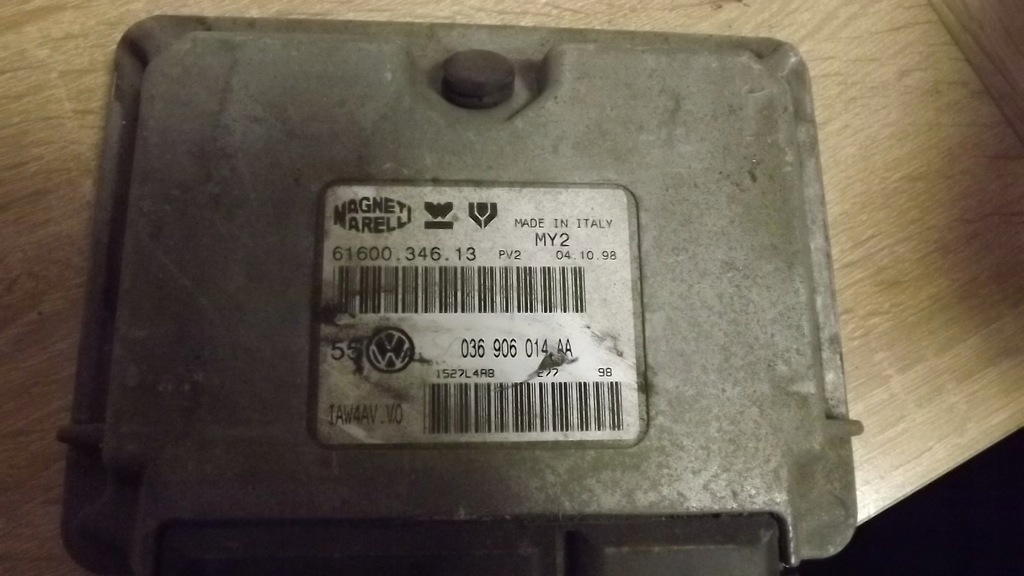 MAGNETI MARELLI
MADE IN ITALY
MY2
61600.346.13 PV2 04.10.98
55 VW 036 906 014 AA
277 98
IAW4AV.VO